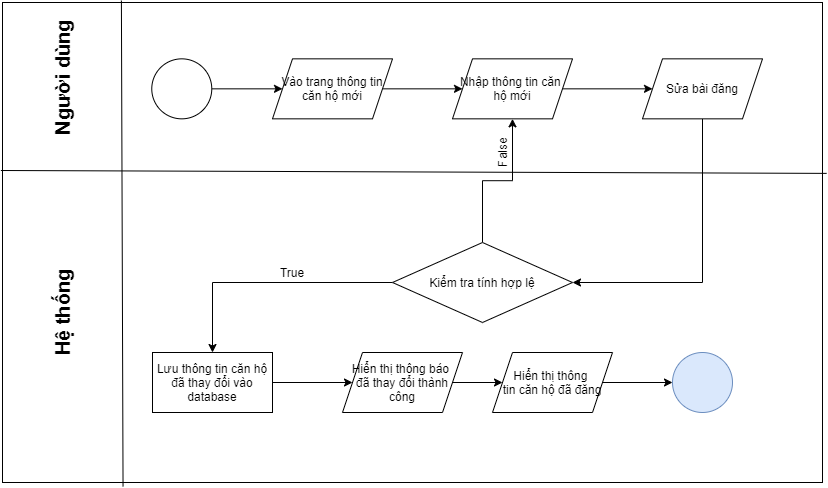 Người dùng
Vào trang thông tin
căn hộ mới
Nhập thông tin căn
hộ mới
Sửa bài đăng
False
Hệ thống
Kiểm tra tính hợp lệ
True
Lưu thông tin căn hộ
đã thay đổi vào
database
Hiển thị thông báo
đã thay đổi thành
công
Hiển thị thông
tin căn hộ đã đăng